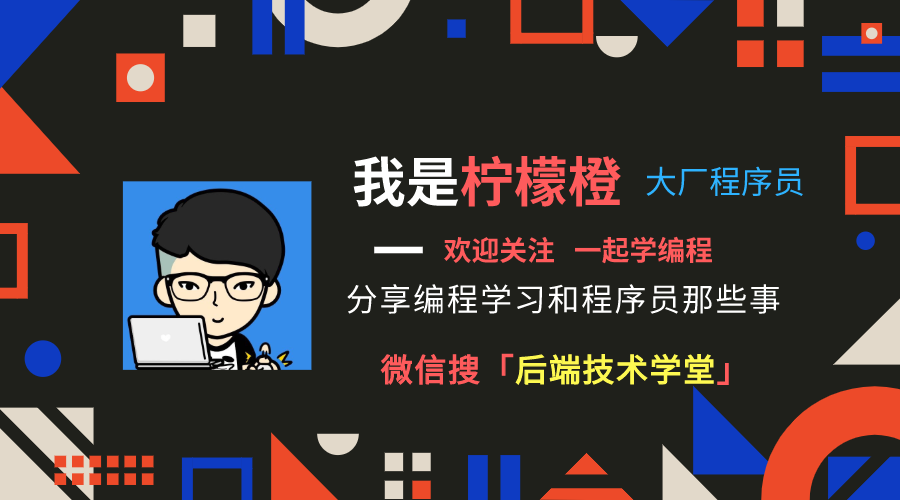 我是柠檬橙 大厂程序员
欢迎关注 一起学编程
分享编程学习和程序员那些事
微信搜「后端技术学堂」